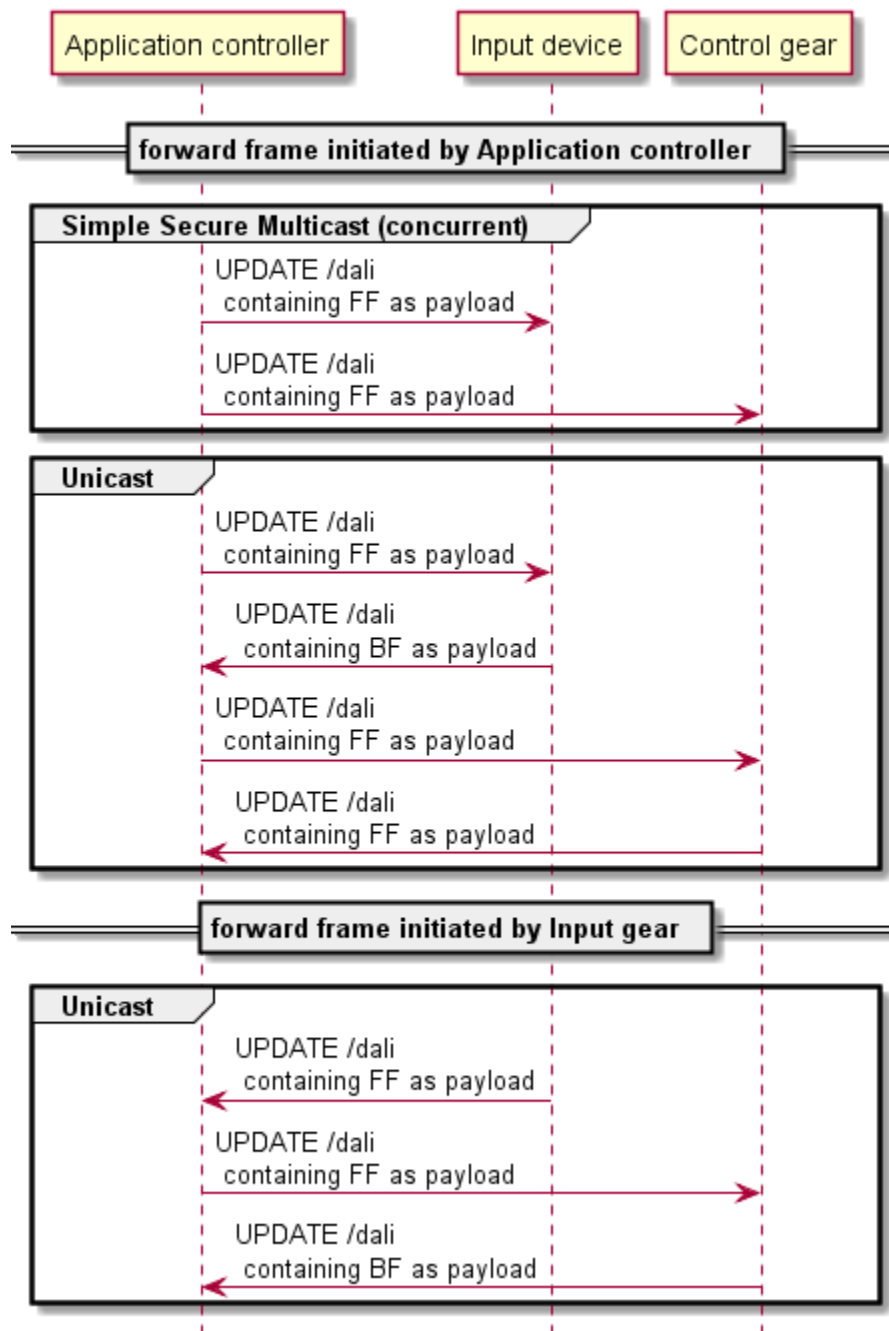 Application controller
Input device
Control gear
forward frame initiated by Application controller
Simple Secure Multicast (concurrent)
UPDATE /dali
containing FF as payload
UPDATE /dali
containing FF as payload
Unicast
UPDATE /dali
containing FF as payload
UPDATE /dali
containing BF as payload
UPDATE /dali
containing FF as payload
UPDATE /dali
containing FF as payload
forward frame initiated by Input gear
Unicast
UPDATE /dali
containing FF as payload
UPDATE /dali
containing FF as payload
UPDATE /dali
containing BF as payload